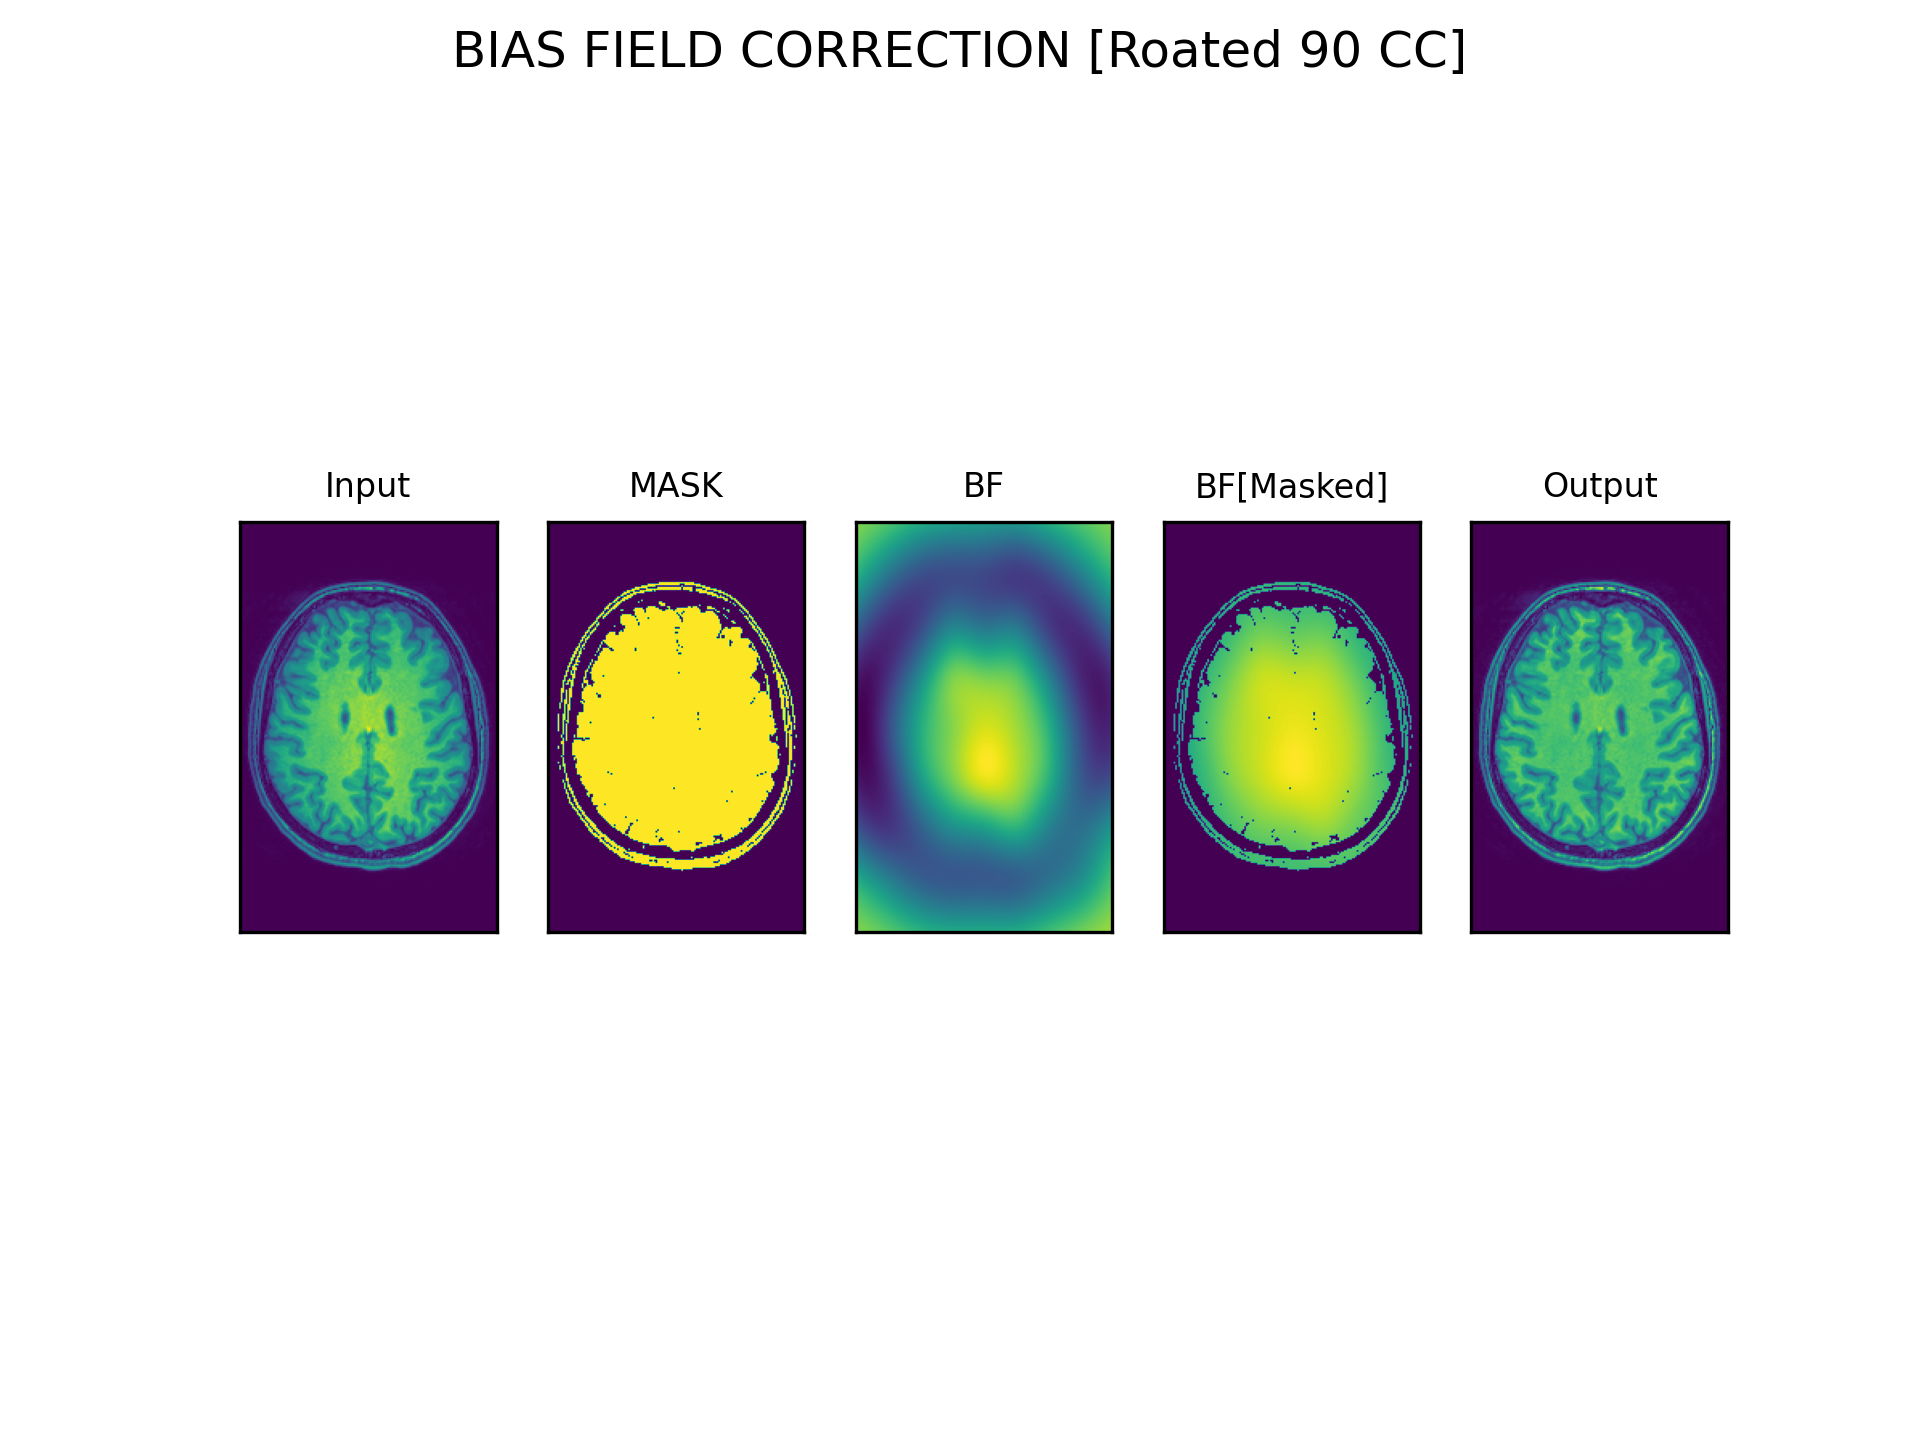 BIAS FIELD CORRECTION [Roated 90 CC]
Input
MASK
BF
BF[Masked]
Output